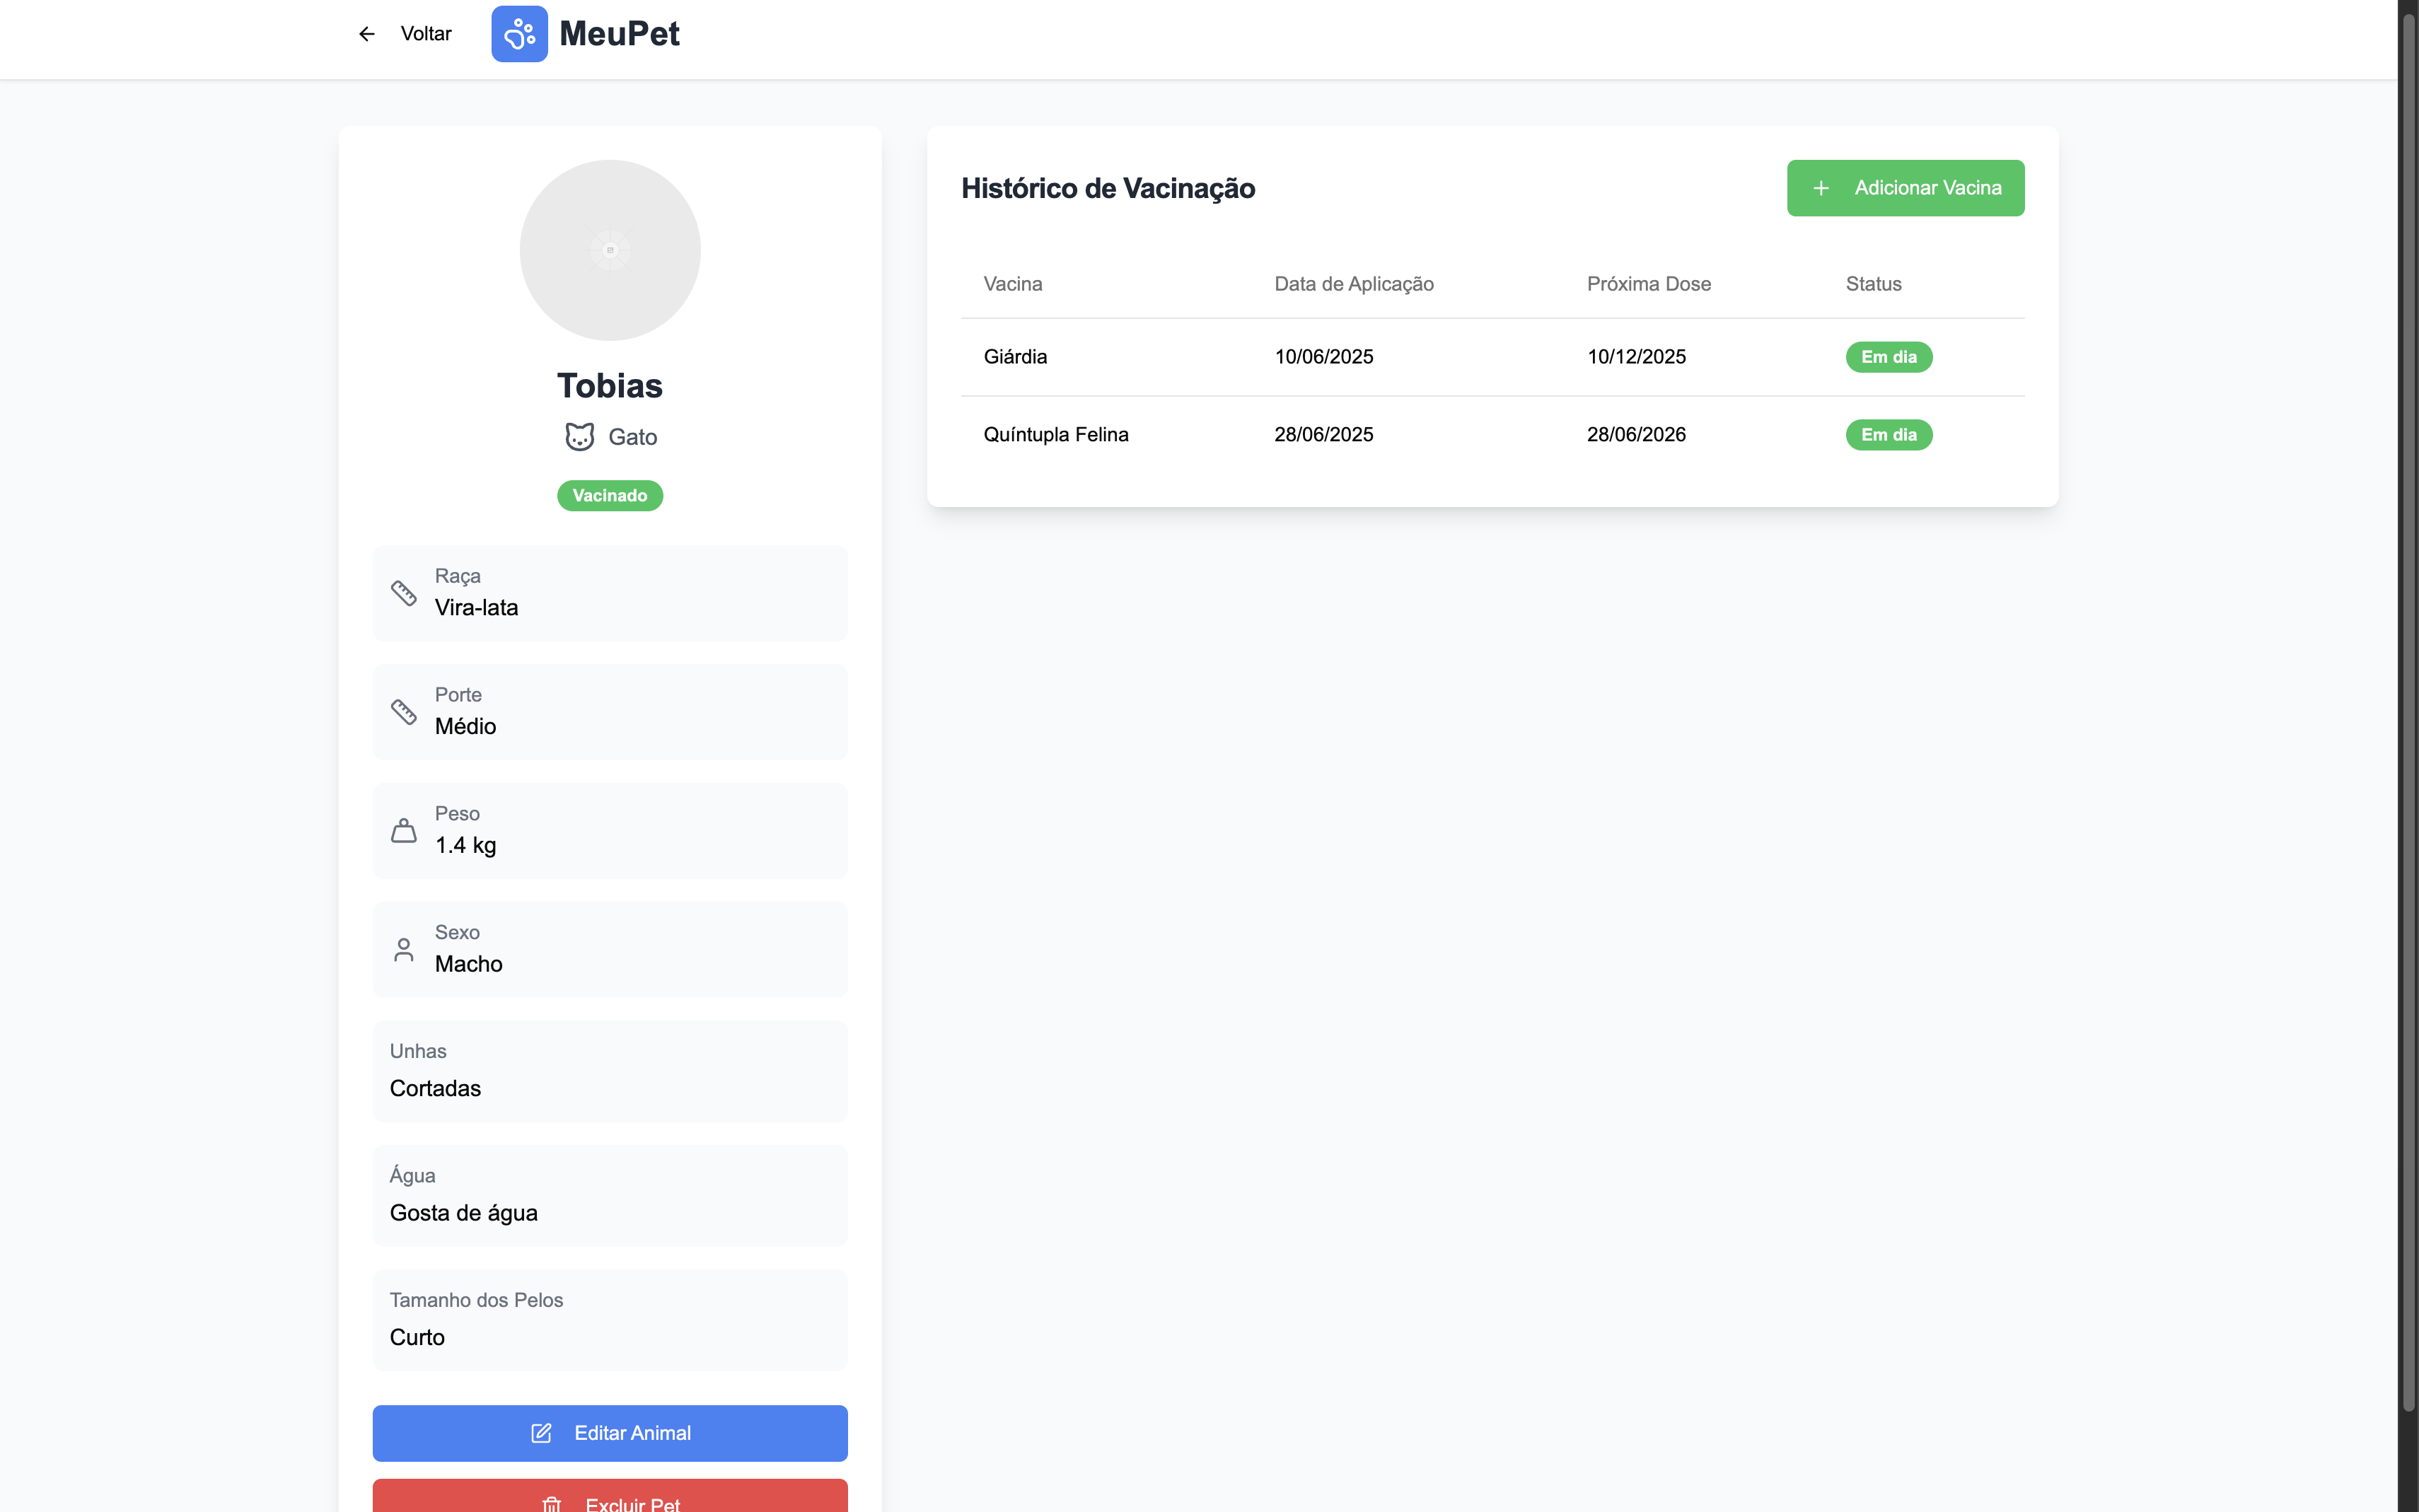 Voltar
MeuPet
Tobias
Gato
Vacinado
Raça
Vira-lata
Porte
Médio
Peso
1.4 kg
Sexo
Macho
Unhas
Cortadas
Água
Gosta de água
Tamanho dos Pelos
Curto
Editar Animal
Excluir Pet
Histórico de Vacinação
Adicionar Vacina
Vacina Data de Aplicação Próxima Dose Status
Giárdia 10/06/2025 10/12/2025 Em dia
Quíntupla Felina 28/06/2025 28/06/2026 Em dia